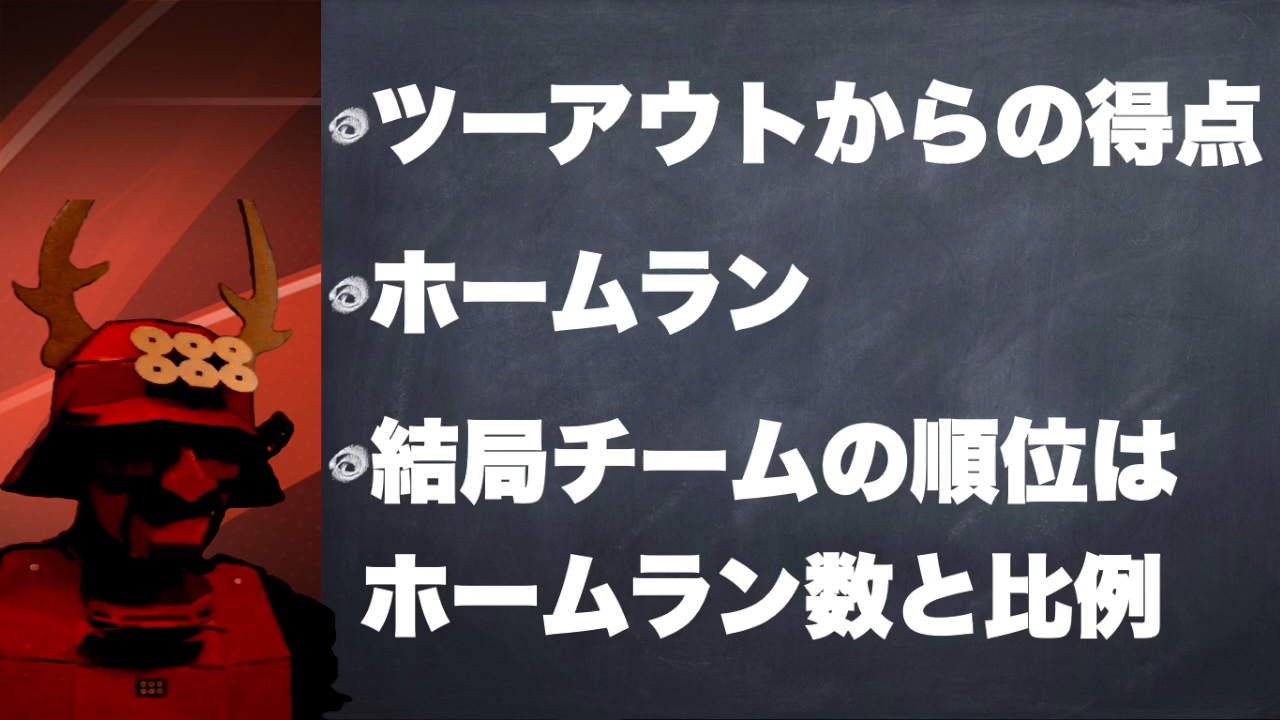 ツーアウトからの得点
ホームラン
結局チームの順位は
ホームラン数と比例